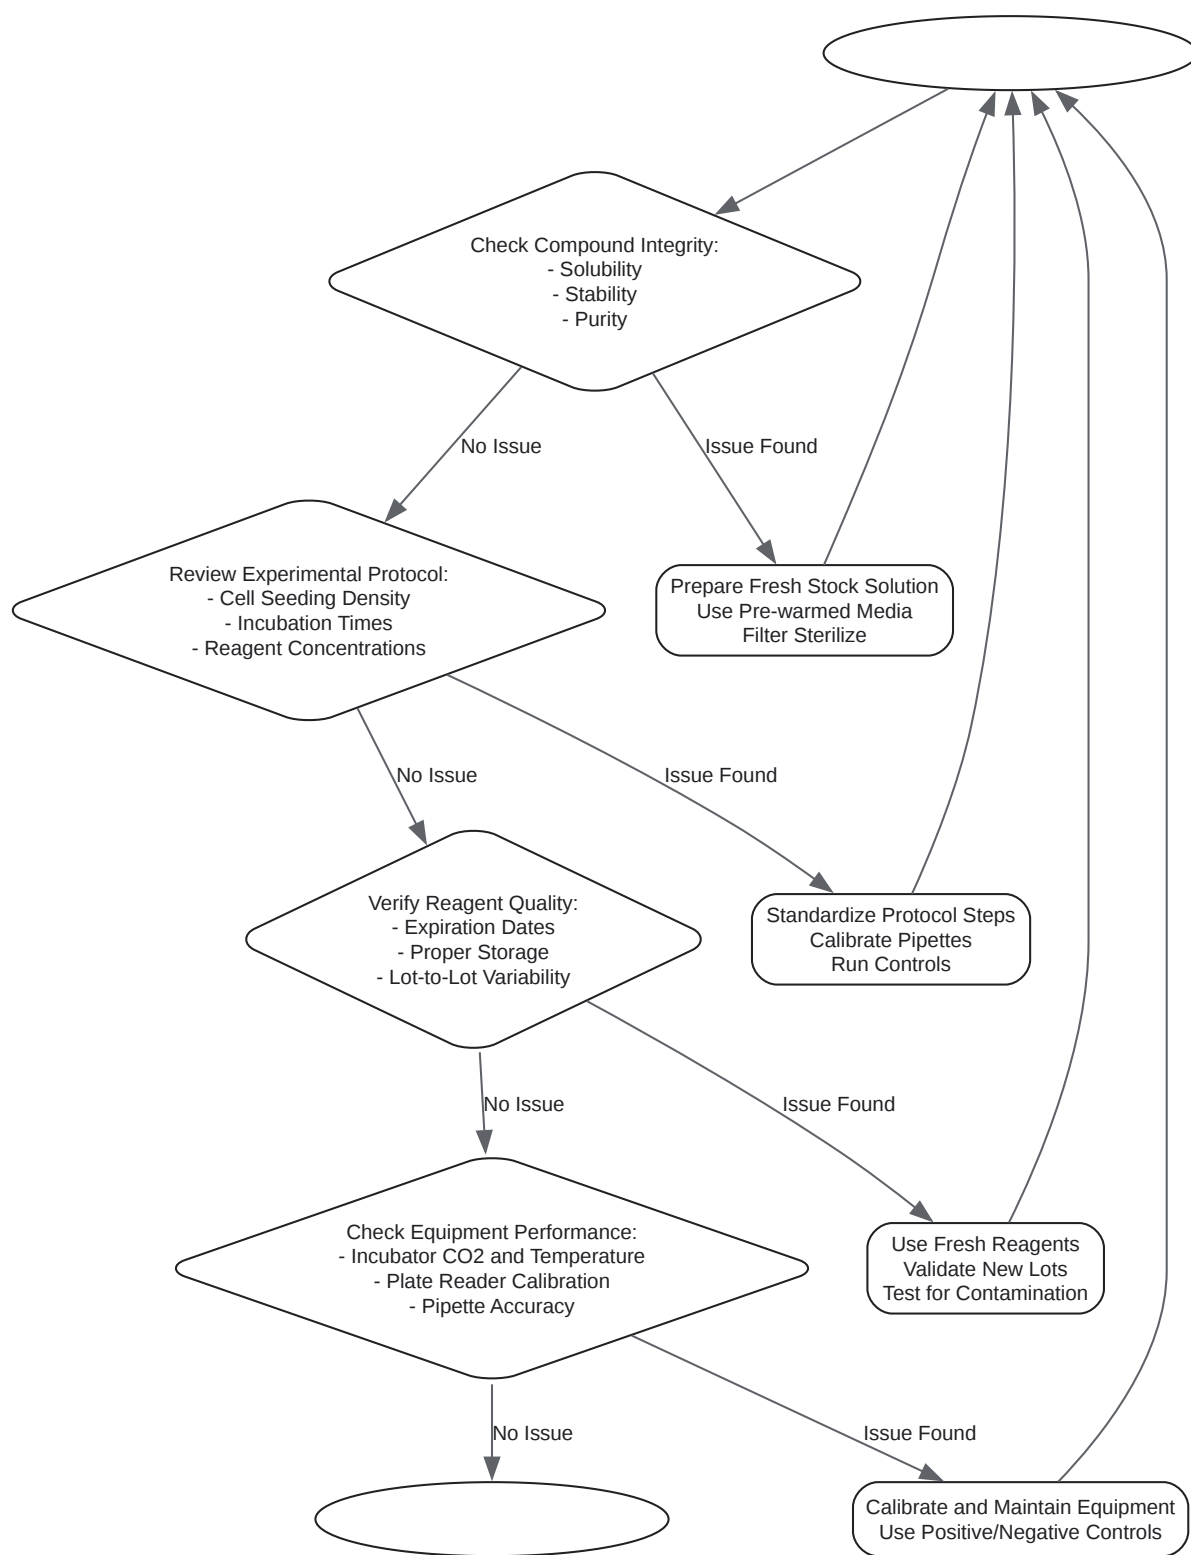 Check Compound Integrity:
- Solubility
- Stability
- Purity
No Issue
Issue Found
Review Experimental Protocol:
- Cell Seeding Density
- Incubation Times
- Reagent Concentrations
Prepare Fresh Stock Solution
Use Pre-warmed Media
Filter Sterilize
No Issue
Issue Found
Verify Reagent Quality:
- Expiration Dates
- Proper Storage
- Lot-to-Lot Variability
Standardize Protocol Steps
Calibrate Pipettes
Run Controls
No Issue
Issue Found
Check Equipment Performance:
- Incubator CO2 and Temperature
- Plate Reader Calibration
- Pipette Accuracy
Use Fresh Reagents
Validate New Lots
Test for Contamination
No Issue
Issue Found
Calibrate and Maintain Equipment
Use Positive/Negative Controls